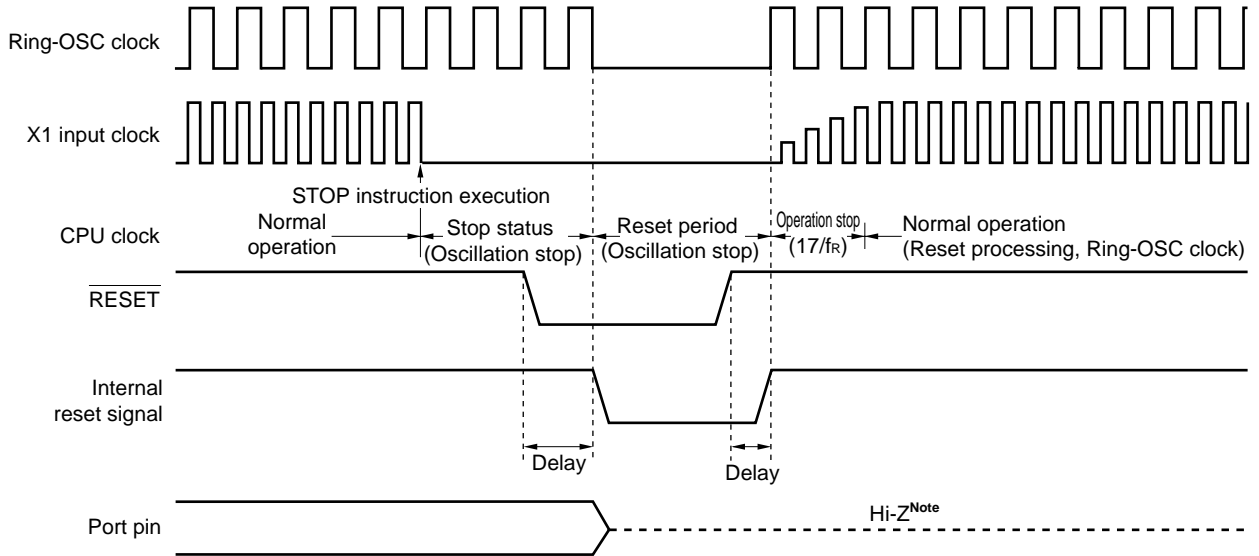 Ring-OSC clock
X1 input clock
STOP instruction execution
CPU clock
Normal
operation
Stop status
(Oscillation stop)
Reset period
(Oscillation stop)
Operation stop
(17/fR)
Normal operation
(Reset processing, Ring-OSC clock)
RESET
Internal
reset signal
Delay
Delay
Port pin
Hi-ZNote